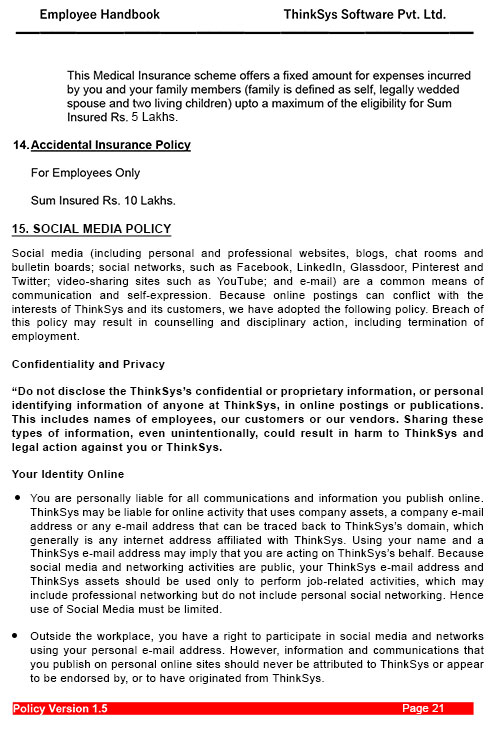 Employee Handbook ThinkSys Software Pvt. Ltd.
This Medical Insurance scheme offers a fixed amount for expenses incurred
by you and your family members (family is defined as self, legally wedded
spouse and two living children) upto a maximum of the eligibility for Sum
Insured Rs. 5 Lakhs.
14. Accidental Insurance Policy
For Employees Only
Sum Insured Rs. 10 Lakhs.
15. SOCIAL MEDIA POLICY
Social media (including personal and professional websites, blogs, chat rooms and
bulletin boards; social networks, such as Facebook, LinkedIn, Glassdoor, Pinterest and
Twitter; video-sharing sites such as YouTube; and e-mail) are a common means of
communication and self-expression. Because online postings can conflict with the
interests of ThinkSys and its customers, we have adopted the following policy. Breach of
this policy may result in counselling and disciplinary action, including termination of
employment.
Confidentiality and Privacy
“Do not disclose the ThinkSys’s confidential or proprietary information, or personal
identifying information of anyone at ThinkSys, in online postings or publications.
This includes names of employees, our customers or our vendors. Sharing these
types of information, even unintentionally, could result in harm to ThinkSys and
legal action against you or ThinkSys.
Your Identity Online
• You are personally liable for all communications and information you publish online.
ThinkSys may be liable for online activity that uses company assets, a company e-mail
address or any e-mail address that can be traced back to ThinkSys’s domain, which
generally is any internet address affiliated with ThinkSys. Using your name and a
ThinkSys e-mail address may imply that you are acting on ThinkSys’s behalf. Because
social media and networking activities are public, your ThinkSys e-mail address and
ThinkSys assets should be used only to perform job-related activities, which may
include professional networking but do not include personal social networking. Hence
use of Social Media must be limited.
• Outside the workplace, you have a right to participate in social media and networks
using your personal e-mail address. However, information and communications that
you publish on personal online sites should never be attributed to ThinkSys or appear
to be endorsed by, or to have originated from ThinkSys.
Policy Version 1.5 Page 21